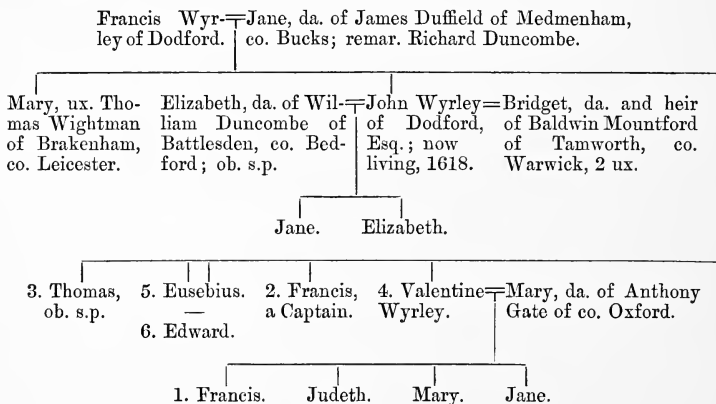 Francis Wyr-
ley of Dodford.
Jane, da. of James Duffield of Medmenham,
co. Bucks; remar. Richard Duncombe.
Mary, ux. Tho-
mas Wightman
of Brakenham,
co. Leicester.
Elizabeth, da. of Wil-
liam Duncombe of
Battlesden, co. Bed-
ford; ob. s.p.
John Wyrley
of Dodford,
Esq.; now
living, 1618.
Bridget, da. and heir
of Baldwin Mountford
of Tamworth, co.
Warwick, 2 ux.
Jane.
Elizabeth.
3. Thomas,
ob. s.p.
5. Eusebius.
—
6. Edward.
2. Francis,
a Captain.
4. Valentine
Wyrley.
Mary, da. of Anthony
Gate of co. Oxford.
1. Francis.
Judeth.
Mary.
Jane.